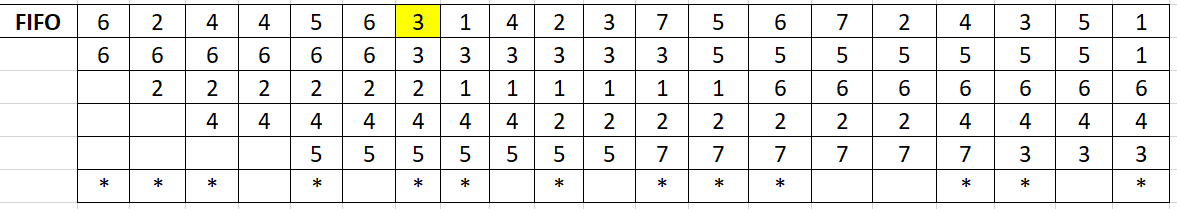 FIFO 6 2 4 4 5 6 3 1 4 2 3 7 5 6 7 2 4 3 5 1
6 6 6 6 6 6 3 3 3 3 3 3 5 5 5 5 5 5 5 1
2 2 2 2 2 2 1 1 1 1 1 1 6 6 6 6 6 6 6
4 4 4 4 4 4 4 2 2 2 2 2 2 2 4 4 4 4
5 5 5 5 5 5 5 7 7 7 7 7 7 3 3 3
* * * * * * * * * * * * *